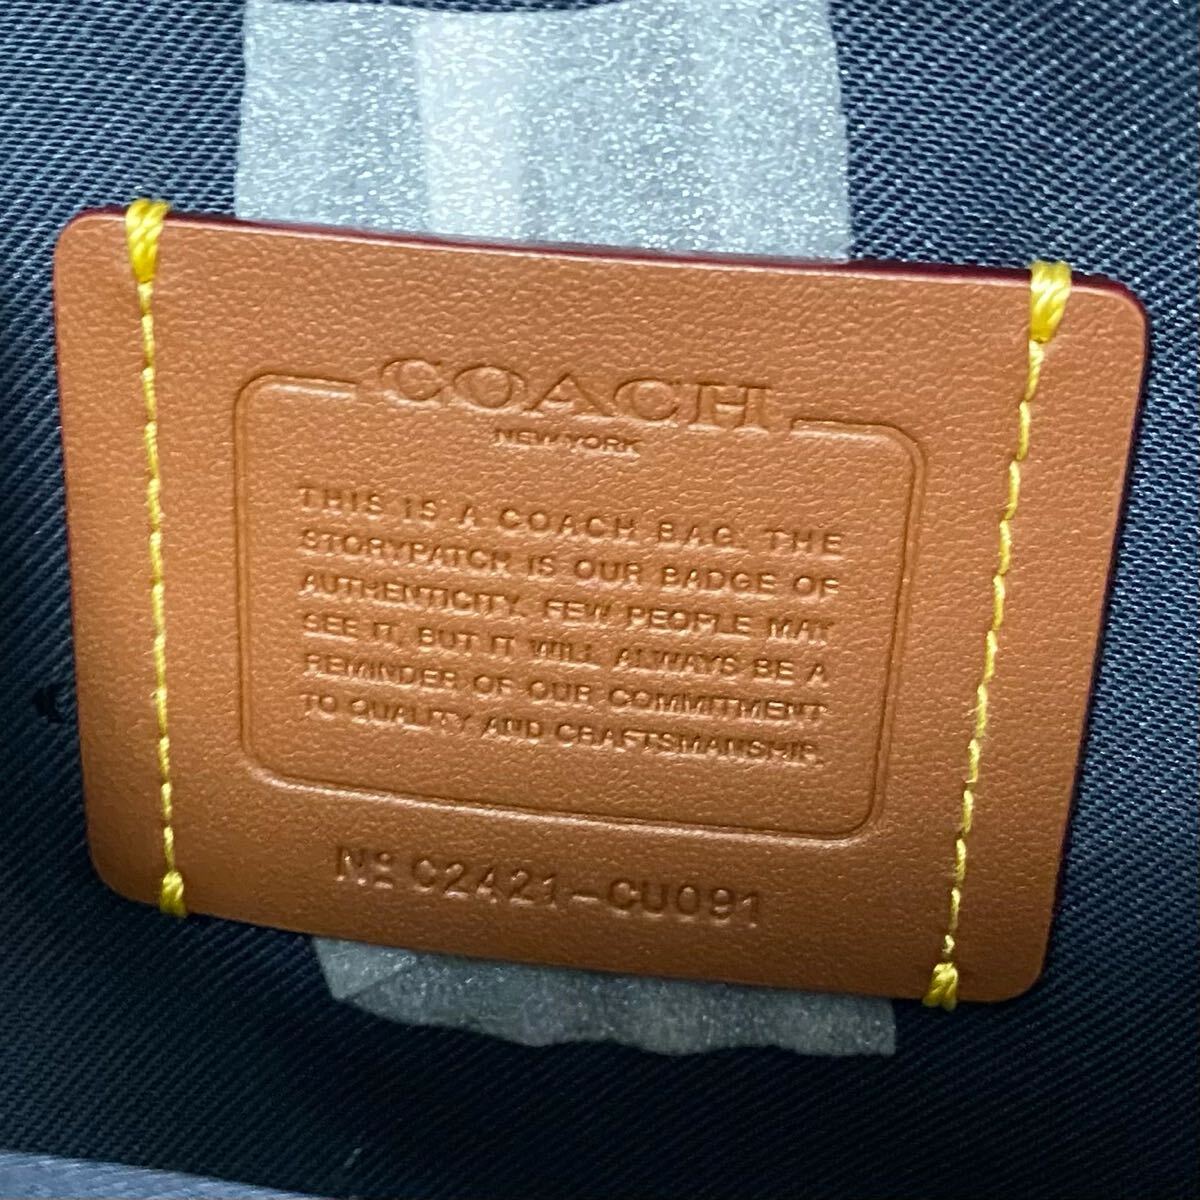 COACH
NEW YORK
THIS IS A COACH BAG. THE
STORYPATCH IS OUR BADGE OF
AUTHENTICITY. FEW PEOPLE MAY
SEE IT, BUT IT WILL ALWAYS BE A
REMINDER OF OUR COMMITMENT
TO QUALITY AND CRAFTSMANSHIP.
Nº C2421-CU091